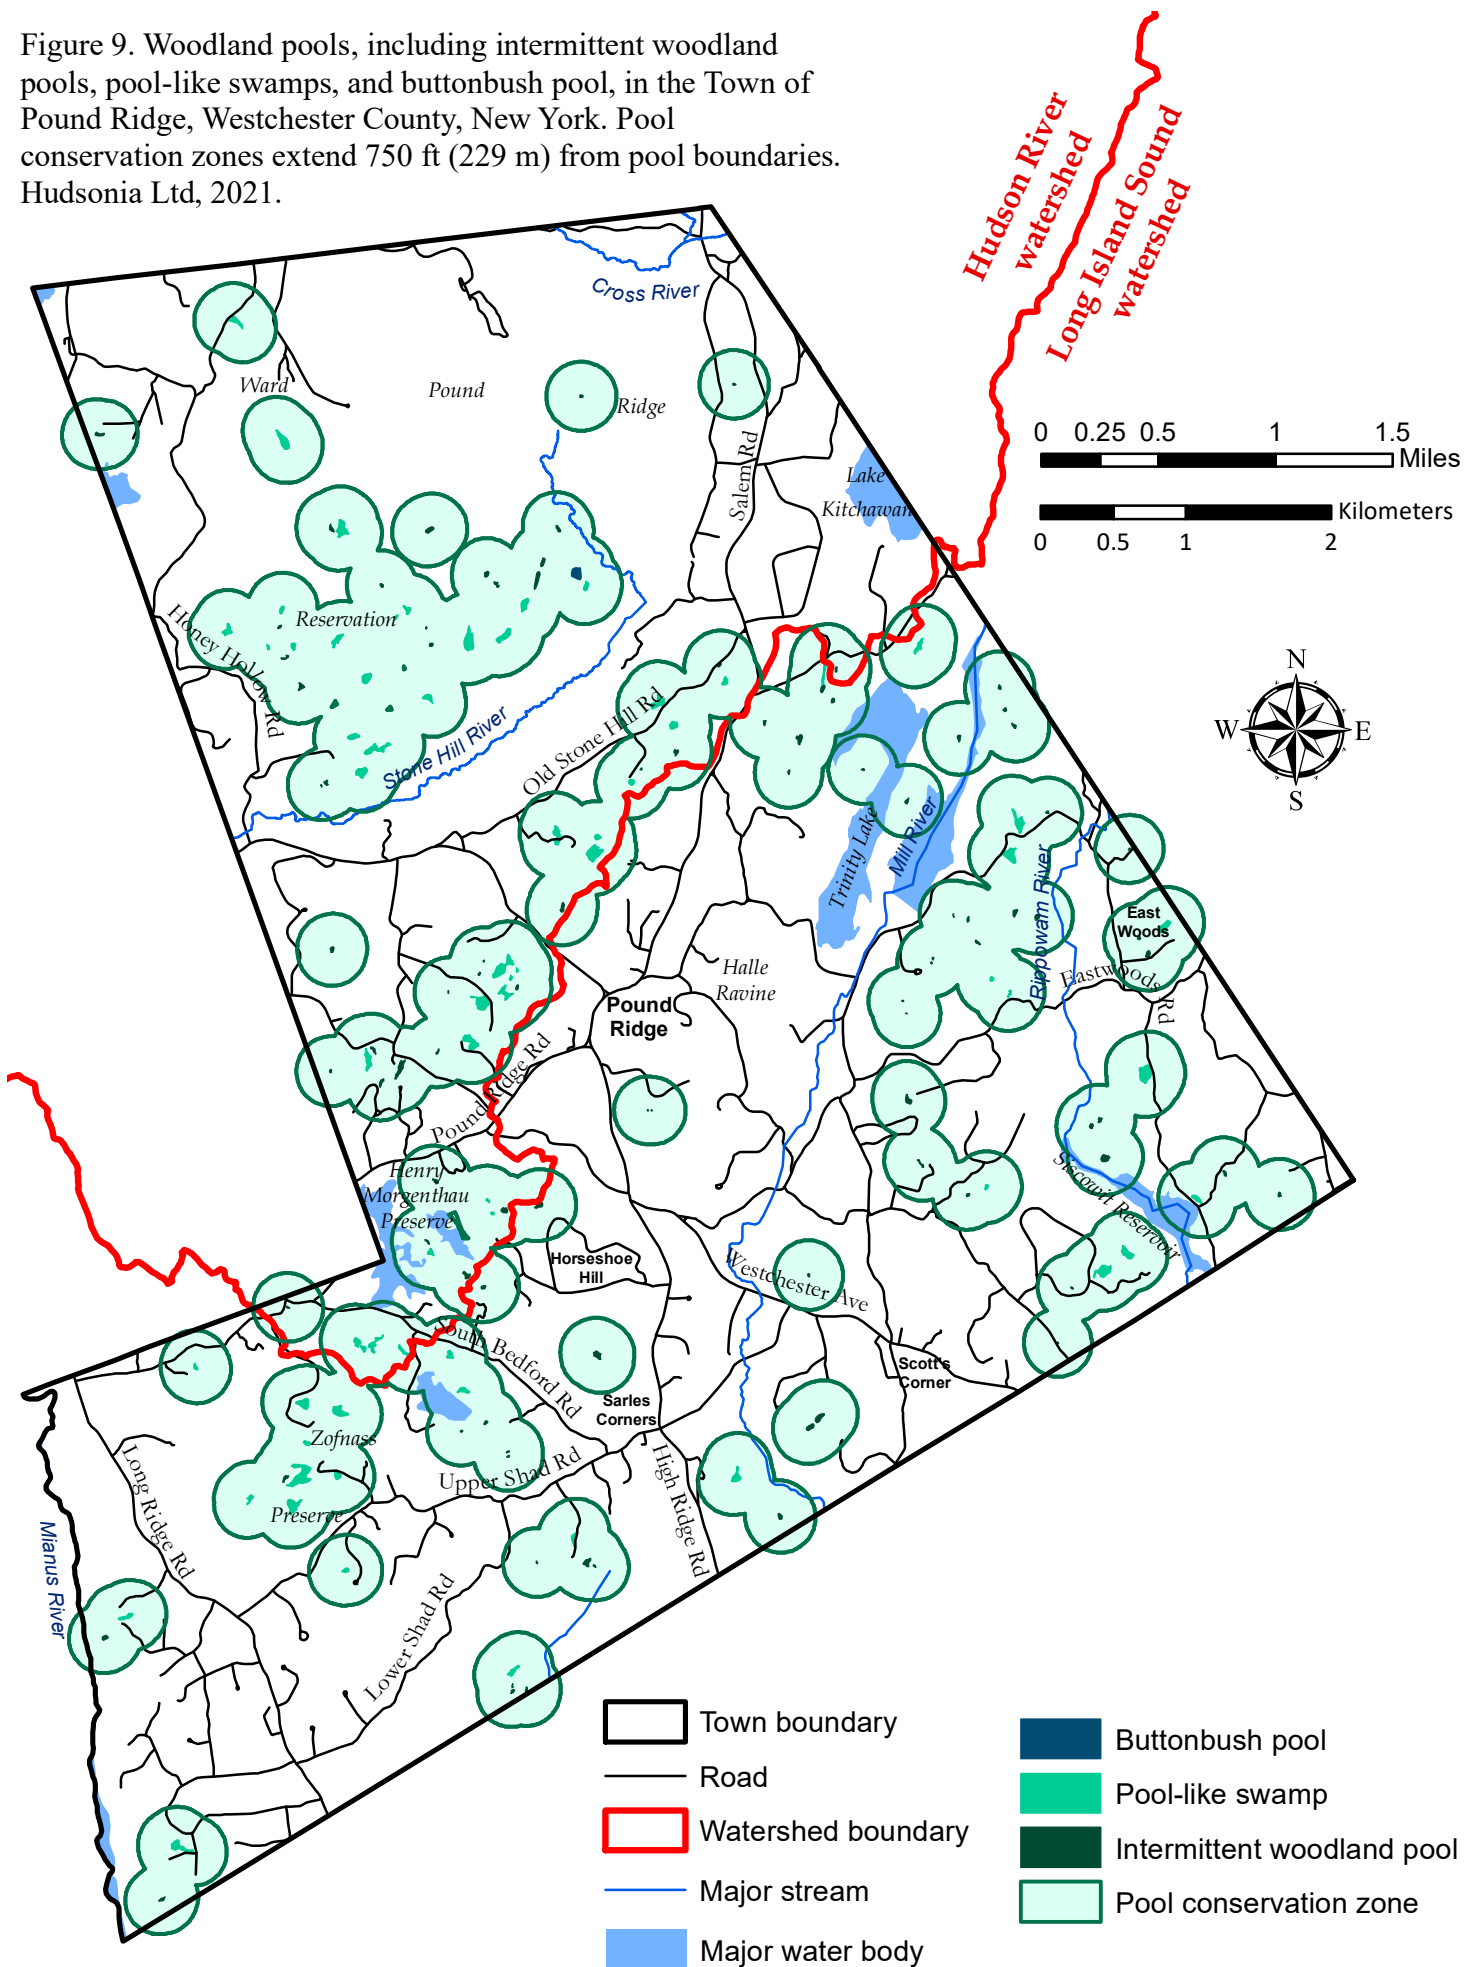 Figure 9. Woodland pools, including intermittent woodland
pools, pool-like swamps, and buttonbush pool, in the Town of
Pound Ridge, Westchester County, New York. Pool
conservation zones extend 750 ft (229 m) from pool boundaries.
Hudsonia Ltd, 2021.
Hudson River
watershed
Long Island Sound
watershed
Cross River
Ward
Pound
Ridge
Salem Rd
Lake
Kitchawan
0 0.25 0.5 1 1.5
Miles
Kilometers
0 0.5 1 2
Reservation
Honey Hollow Rd
Stone Hill River
Old Stone Hill Rd
N
W
E
S
Trinity Lake
Mill River
Rippowam River
East
Woods
Eastwoods Rd
Halle
Ravine
Pound
Ridge
Pound Ridge Rd
Henry
Morgenthau
Preserve
Siscowit Reservoir
Horseshoe
Hill
Westchester Ave
South Bedford Rd
Scott's
Corner
Sarles
Corners
Zofnass
Preserve
Long Ridge Rd
Upper Shad Rd
High Ridge Rd
Mianus River
Lower Shad Rd
Town boundary
Road
Watershed boundary
Major stream
Major water body
Buttonbush pool
Pool-like swamp
Intermittent woodland pool
Pool conservation zone